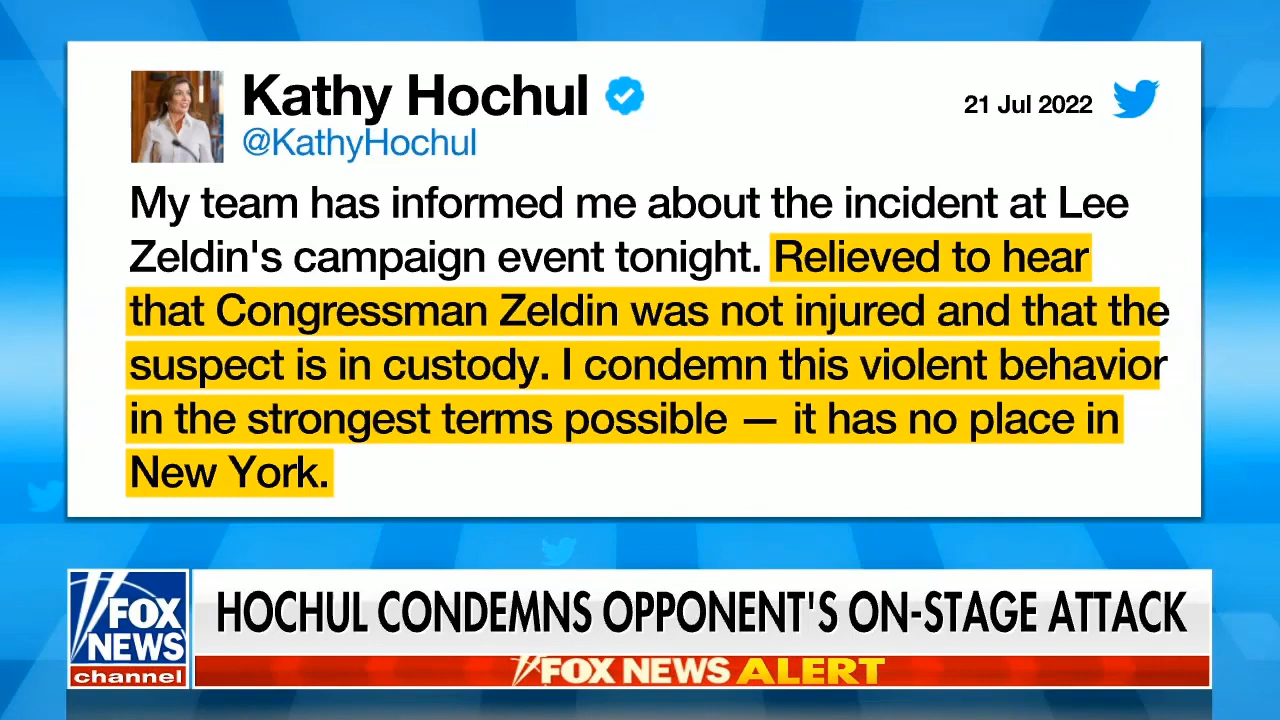 Kathy Hochul
21 Jul 2022
@KathyHochul
My team has informed me about the incident at Lee
Zeldin's campaign event tonight. Relieved to hear
that Congressman Zeldin was not injured and that the
suspect is in custody. I condemn this violent behavior
in the strongest terms possible — it has no place in
New York.
FOX
NEWS
channel
HOCHUL CONDEMNS OPPONENT'S ON-STAGE ATTACK
FOX NEWS ALERT